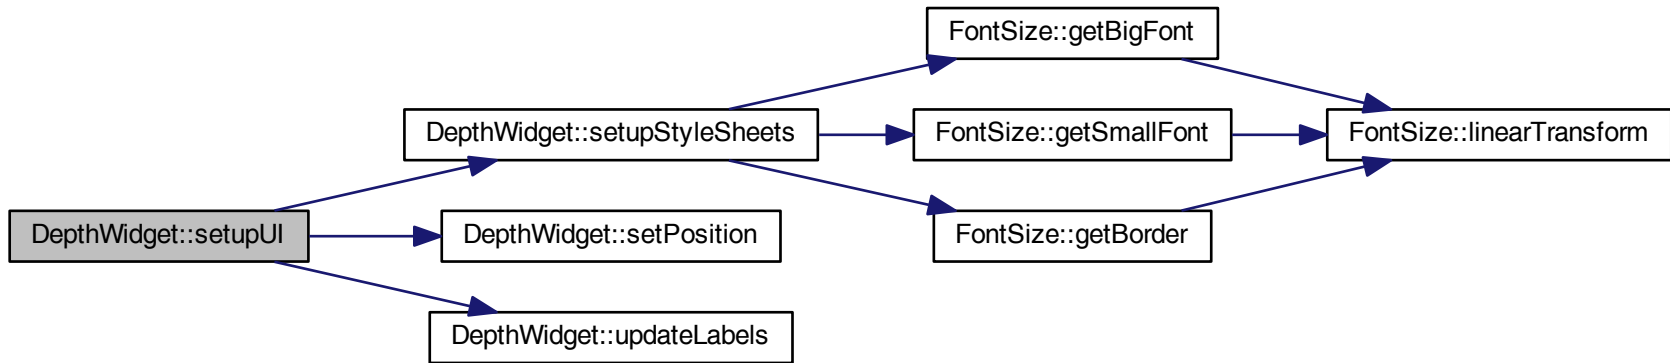 DepthWidget::setupUI
DepthWidget::setupStyleSheets
DepthWidget::setPosition
DepthWidget::updateLabels
FontSize::getBigFont
FontSize::getSmallFont
FontSize::getBorder
FontSize::linearTransform